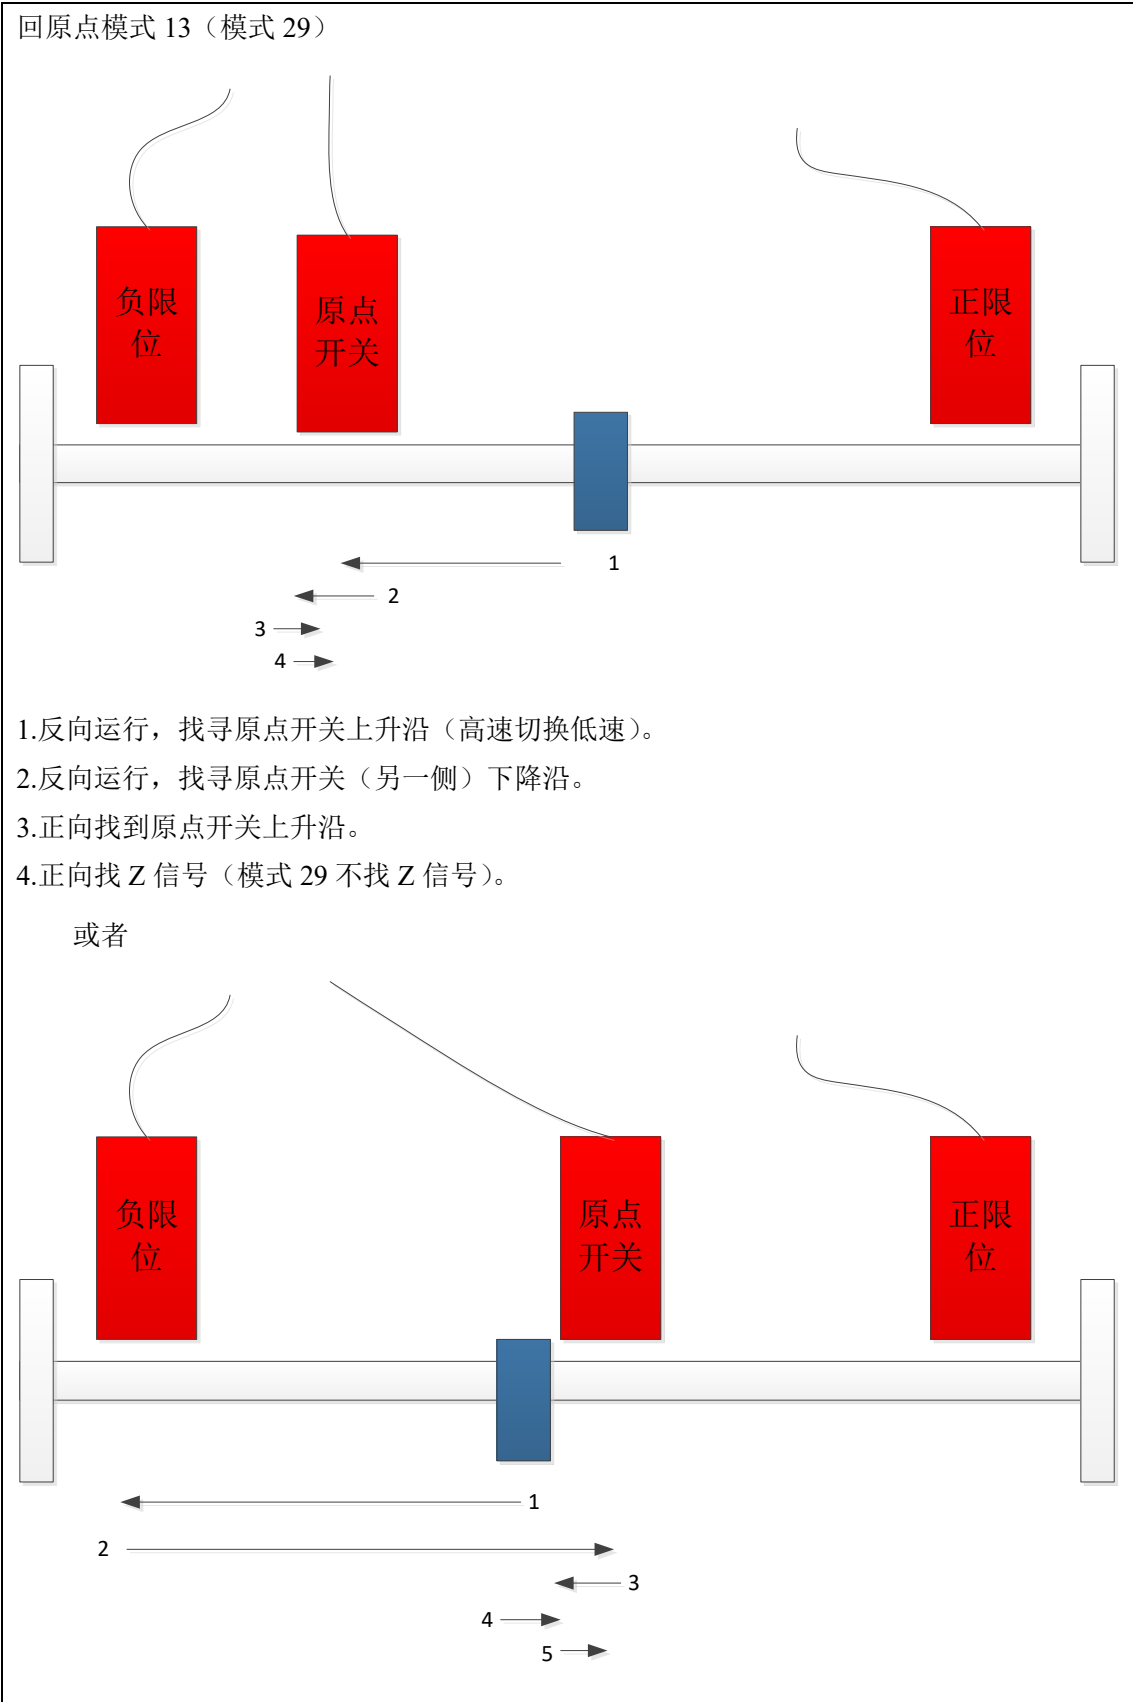 回原点模式 13（模式 29）
负限
位
原点
开关
正限
位
1
2
3
4
1.反向运行，找寻原点开关上升沿（高速切换低速）。
2.反向运行，找寻原点开关（另一侧）下降沿。
3.正向找到原点开关上升沿。
4.正向找 Z 信号（模式 29 不找 Z 信号）。
或者
负限
位
原点
开关
正限
位
1
2
3
4
5